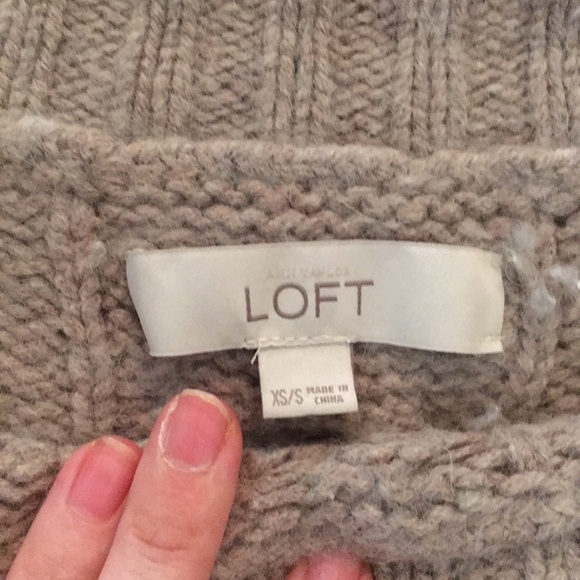 ANN TAYLOR
LOFT
XS/S MADE IN
CHINA